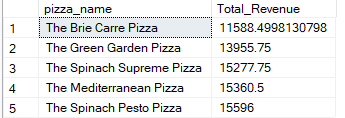 pizza_name Total_Revenue
1 The Brie Carre Pizza 11588.4998130798
2 The Green Garden Pizza 13955.75
3 The Spinach Supreme Pizza 15277.75
4 The Mediterranean Pizza 15360.5
5 The Spinach Pesto Pizza 15596